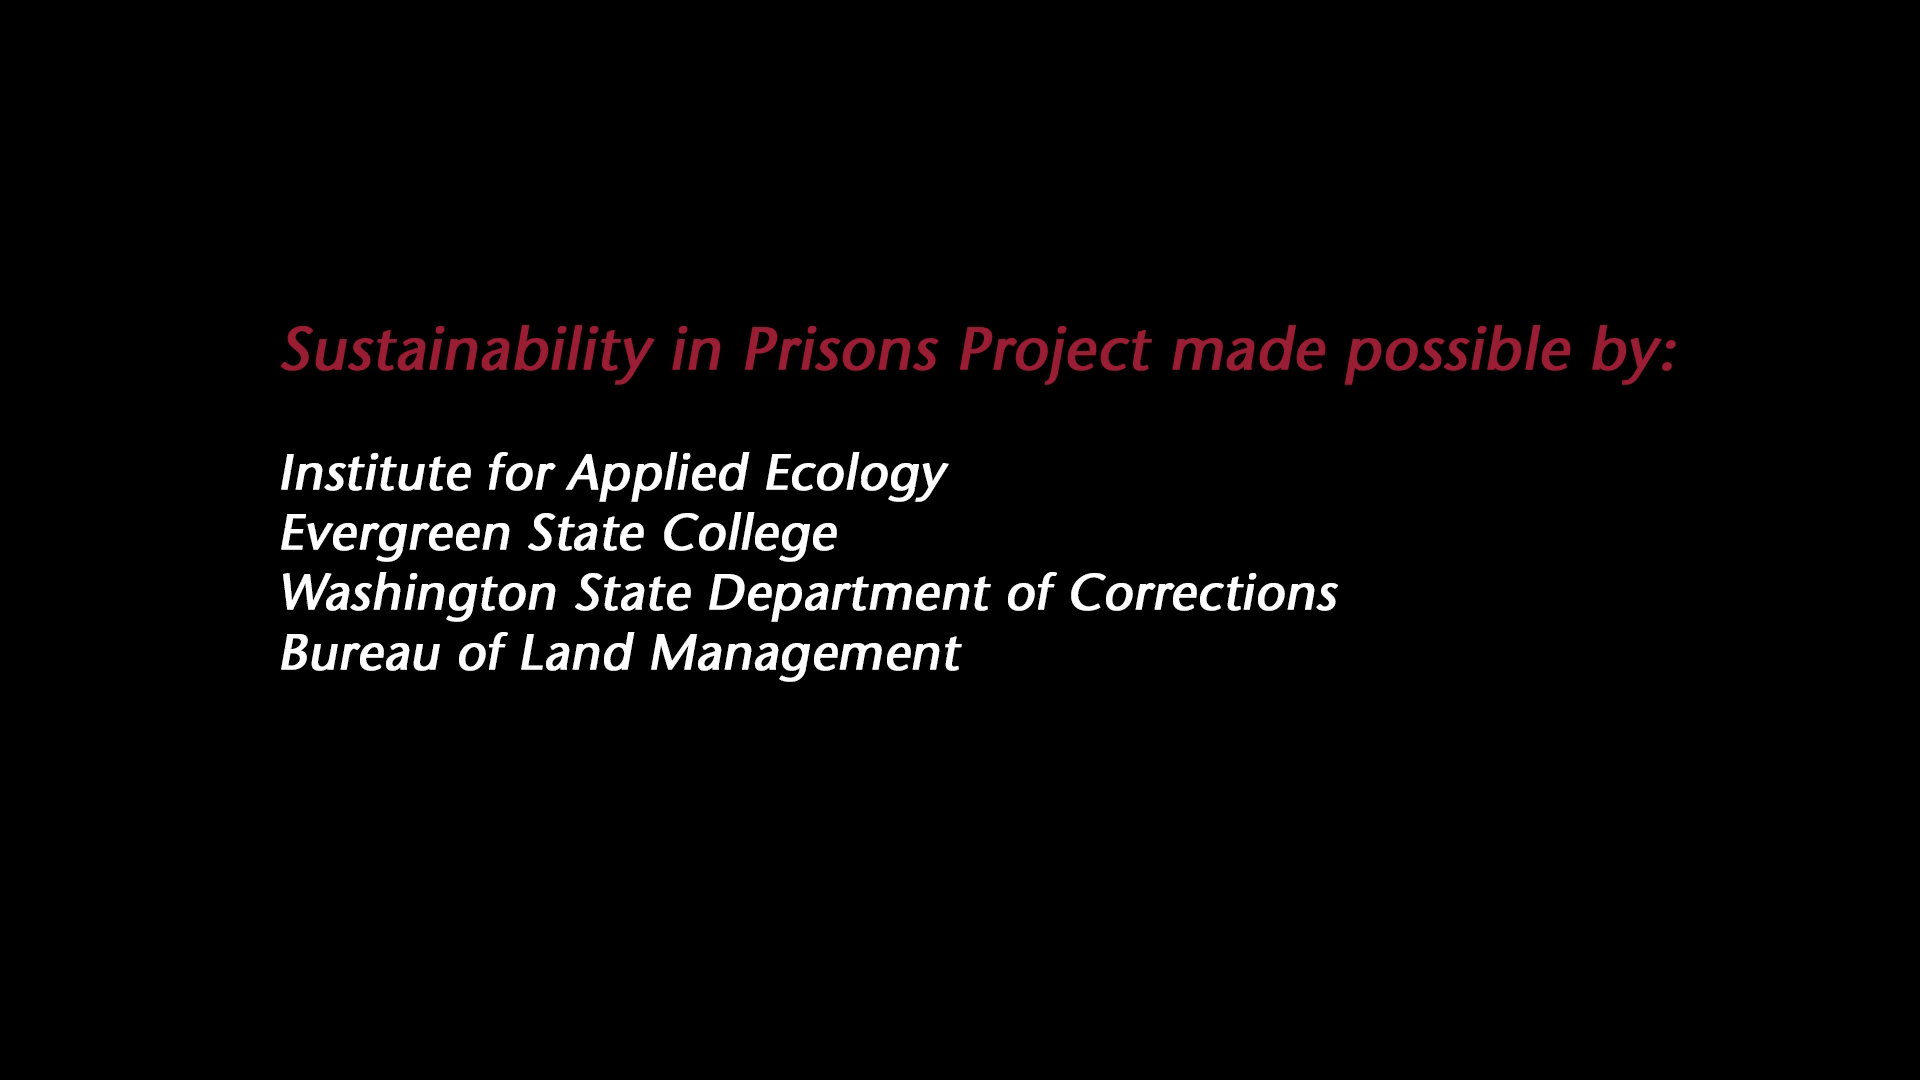 Sustainability in Prisons Project made possible by:
Institute for Applied Ecology
Evergreen State College
Washington State Department of Corrections
Bureau of Land Management